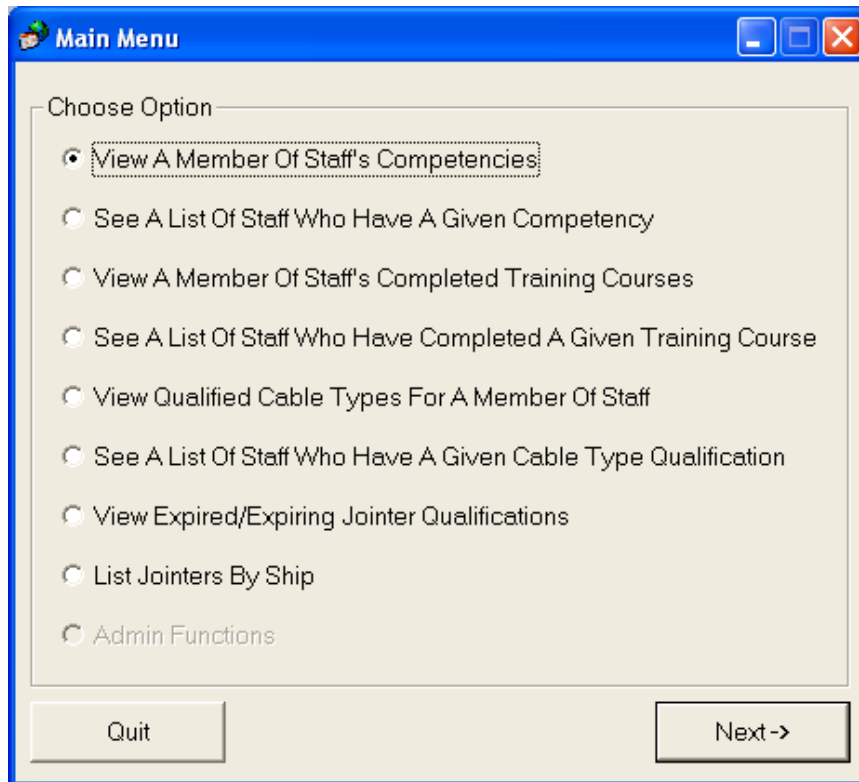 Main Menu
Choose Option
View A Member Of Staff's Competencies
See A List Of Staff Who Have A Given Competency
View A Member Of Staff's Completed Training Courses
See A List Of Staff Who Have Completed A Given Training Course
View Qualified Cable Types For A Member Of Staff
See A List Of Staff Who Have A Given Cable Type Qualification
View Expired/Expiring Jointer Qualifications
List Jointers By Ship
Admin Functions
Quit
Next->